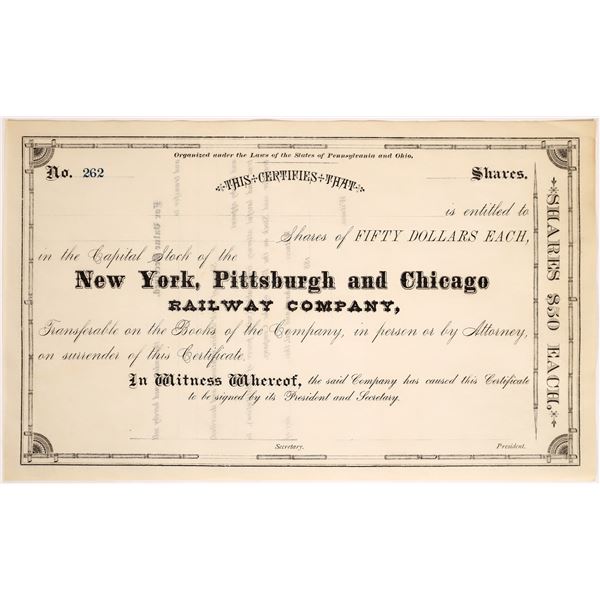 Organized under the Laws of the States of Pennsylvania and Ohio.
No. 262
Shares.
THIS CERTIFIES THAT
is entitled to
Shares of FIFTY DOLLARS EACH,
in the Capital Stock of the
New York, Pittsburgh and Chicago
RAILWAY COMPANY,
Transferable on the Books of the Company, in person or by Attorney,
on surrender of this Certificate.
In Witness Whereof, the said Company has caused this Certificate
to be signed by its President and Secretary.
Secretary.
President.
SHARES $50 EACH.
For Value